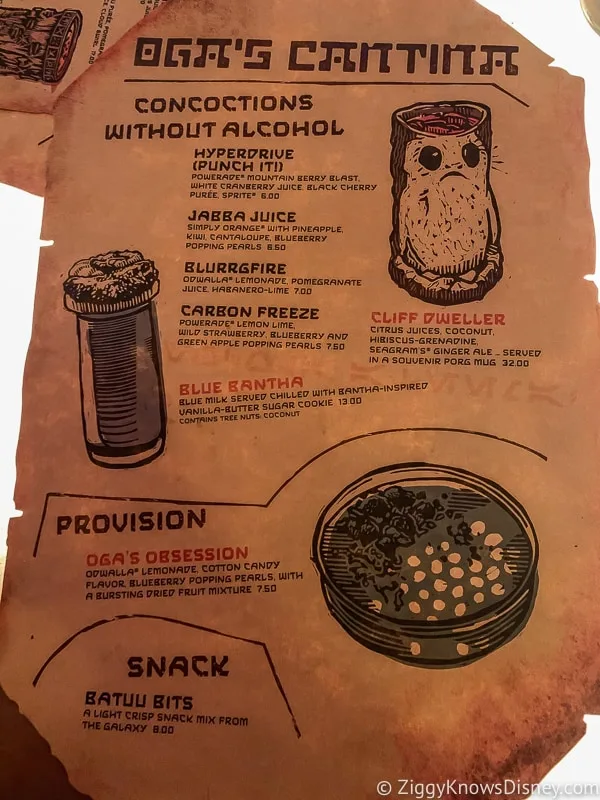 OGA'S CANTINA
CONCOCTIONS
WITHOUT ALCOHOL
HYPERDRIVE
(PUNCH IT!)
POWERADE® MOUNTAIN BERRY BLAST,
WHITE CRANBERRY JUICE, BLACK CHERRY
PURÉE, SPRITE® 6.00
JABBA JUICE
SIMPLY ORANGE® WITH PINEAPPLE,
KIWI, CANTALOUPE, BLUEBERRY
POPPING PEARLS 6.50
BLURRGFIRE
ODWALLA® LEMONADE, POMEGRANATE
JUICE, HABANERO-LIME 7.00
CARBON FREEZE
POWERADE® LEMON LIME,
WILD STRAWBERRY, BLUEBERRY AND
GREEN APPLE POPPING PEARLS 7.50
CLIFF DWELLER
CITRUS JUICES, COCONUT,
HIBISCUS-GRENADINE,
SEAGRAM'S® GINGER ALE ... SERVED
IN A SOUVENIR PORG MUG 32.00
BLUE BANTHA
BLUE MILK SERVED CHILLED WITH BANTHA-INSPIRED
VANILLA-BUTTER SUGAR COOKIE 13.00
CONTAINS TREE NUTS, COCONUT
PROVISION
OGA'S OBSESSION
ODWALLA® LEMONADE, COTTON CANDY
FLAVOR, BLUEBERRY POPPING PEARLS, WITH
A BURSTING DRIED FRUIT MIXTURE 7.50
SNACK
BATUU BITS
A LIGHT CRISP SNACK MIX FROM
THE GALAXY 8.00
© ZiggyKnowsDisney.com